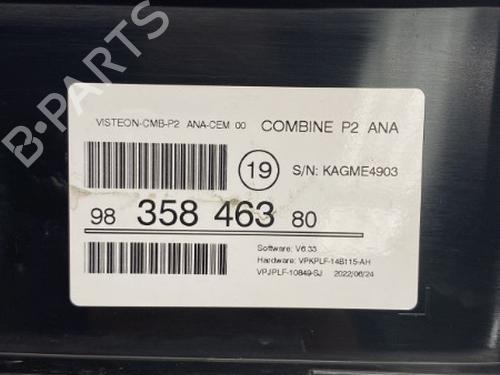 B-PARTS
VISTEON-CMB-P2 ANA-CEM 00 COMBINE P2 ANA
19 S/N: KAGME4903
98 358 463 80
Software: V6.33
Hardware: VPKPLF-14B115-AH
VPJPLF-10849-SJ 2022/06/24